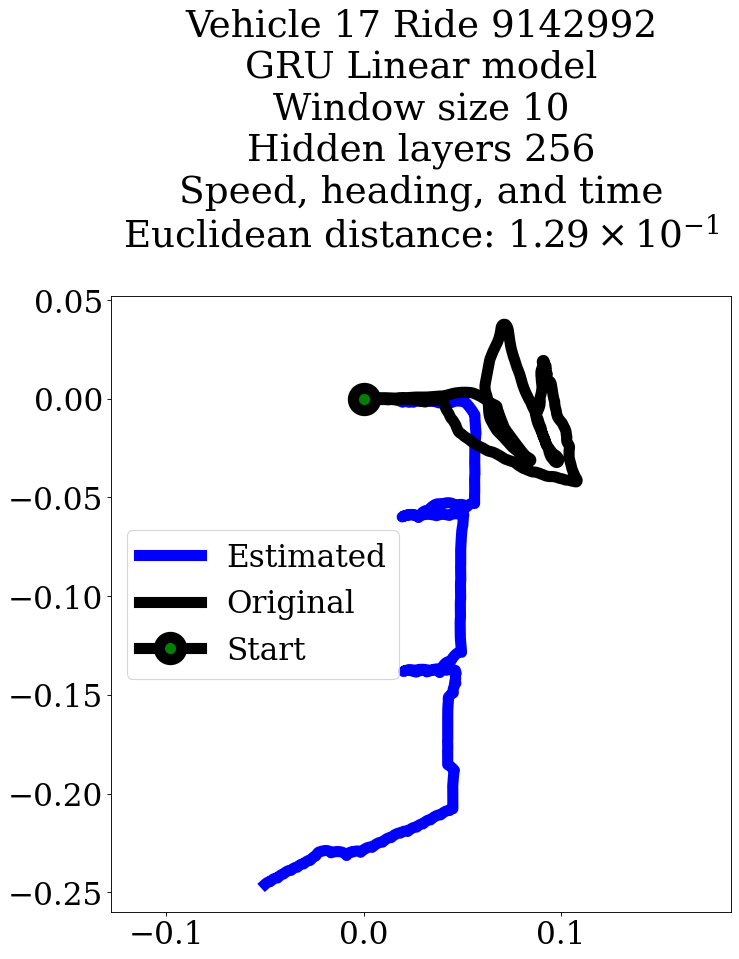 Vehicle 17 Ride 9142992
GRU Linear model
Window size 10
Hidden layers 256
Speed, heading, and time
Euclidean distance: 1.29 × 10⁻¹
0.05
0.00
−0.05
−0.10
−0.15
−0.20
−0.25
Estimated
Original
Start
−0.1
0.0
0.1